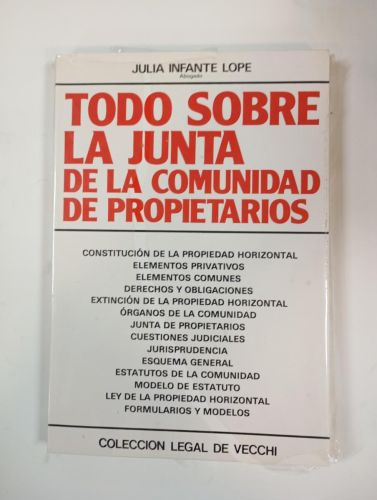 JULIA INFANTE LOPE
Abogado
TODO SOBRE
LA JUNTA
DE LA COMUNIDAD
DE PROPIETARIOS
CONSTITUCIÓN DE LA PROPIEDAD HORIZONTAL
ELEMENTOS PRIVATIVOS
ELEMENTOS COMUNES
DERECHOS Y OBLIGACIONES
EXTINCIÓN DE LA PROPIEDAD HORIZONTAL
ÓRGANOS DE LA COMUNIDAD
JUNTA DE PROPIETARIOS
CUESTIONES JUDICIALES
JURISPRUDENCIA
ESQUEMA GENERAL
ESTATUTOS DE LA COMUNIDAD
MODELO DE ESTATUTO
LEY DE LA PROPIEDAD HORIZONTAL
FORMULARIOS Y MODELOS
COLECCION LEGAL DE VECCHI